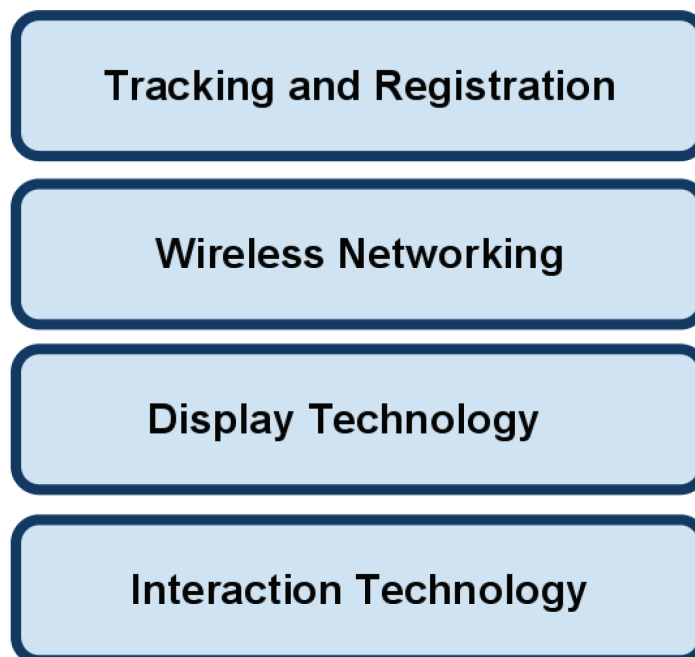 Tracking and Registration
Wireless Networking
Display Technology
Interaction Technology